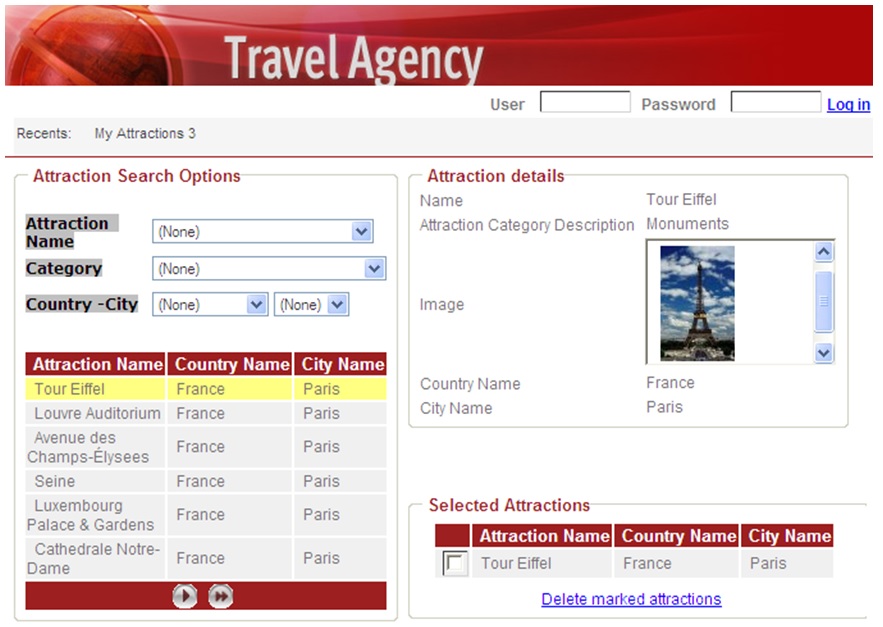 Travel Agency
User Password Log in
Recents: My Attractions 3
Attraction Search Options
Attraction
Name (None)
Category (None)
Country -City (None) (None)
Attraction Name Country Name City Name
Tour Eiffel France Paris
Louvre Auditorium France Paris
Avenue des
Champs-Élysees France Paris
Seine France Paris
Luxembourg
Palace & Gardens France Paris
Cathedrale Notre-
Dame France Paris
Attraction details
Name Tour Eiffel
Attraction Category Description Monuments
Image
Country Name France
City Name Paris
Selected Attractions
Attraction Name Country Name City Name
Tour Eiffel France Paris
Delete marked attractions